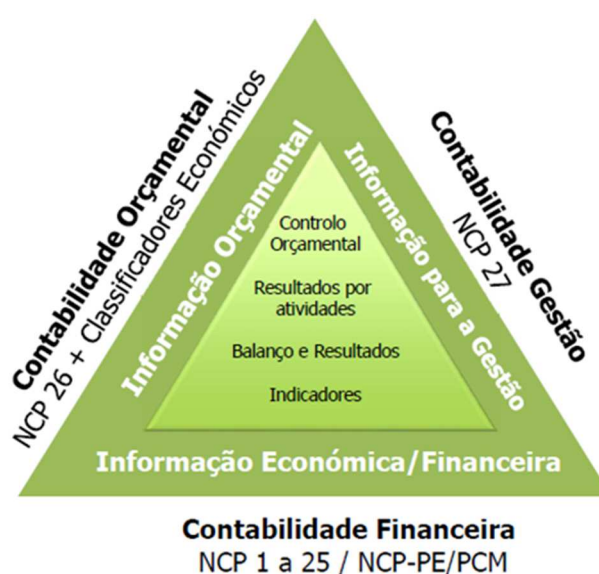 Contabilidade Orçamental
NCP 26 + Classificadores Económicos
Informação Orçamental
Controlo
Orçamental
Resultados por
atividades
Balanço e Resultados
Indicadores
Informação para a Gestão
Contabilidade Gestão
NCP 27
Informação Económica/Financeira
Contabilidade Financeira
NCP 1 a 25 / NCP-PE/PCM